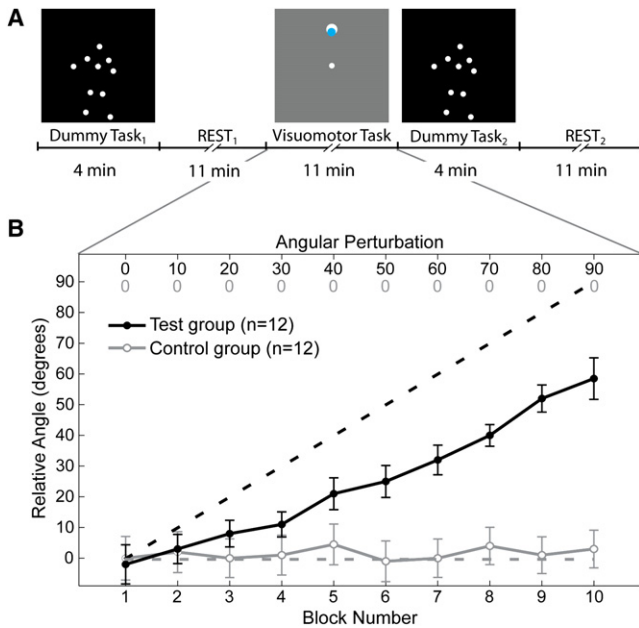 A
Dummy Task₁ REST₁ Visuomotor Task Dummy Task₂ REST₂
4 min 11 min 11 min 4 min 11 min
B
Angular Perturbation
0 10 20 30 40 50 60 70 80 90
0 0 0 0 0 0 0 0 0 0
Test group (n=12)
Control group (n=12)
Relative Angle (degrees)
90
80
70
60
50
40
30
20
10
0
1 2 3 4 5 6 7 8 9 10
Block Number